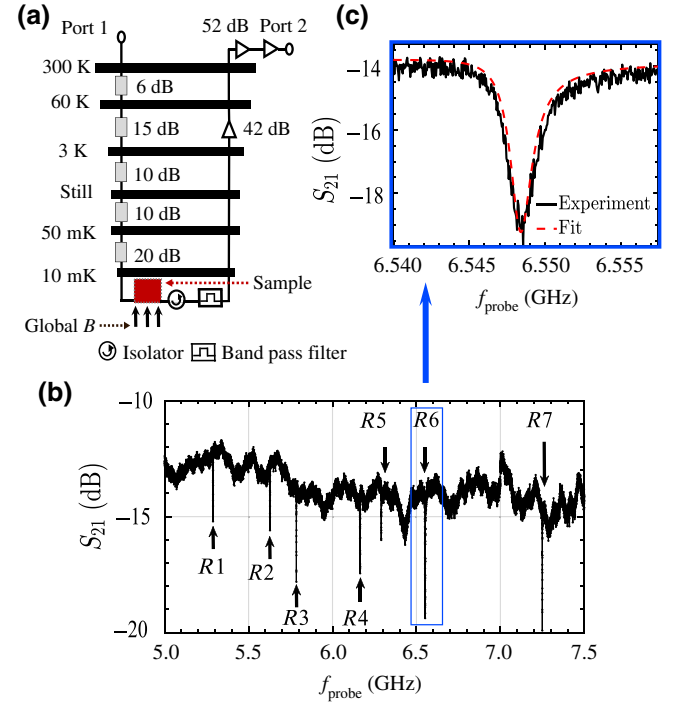 (a)
Port 1
52 dB Port 2
300 K
6 dB
60 K
15 dB
42 dB
3 K
10 dB
Still
10 dB
50 mK
20 dB
10 mK
Sample
Global B
Isolator
Band pass filter
(c)
−14
−16
−18
S21 (dB)
Experiment
Fit
6.540 6.545 6.550 6.555
fprobe (GHz)
(b)
−10
−15
−20
S21 (dB)
R5 R6 R7
R1 R2 R3 R4
5.0 5.5 6.0 6.5 7.0 7.5
fprobe (GHz)